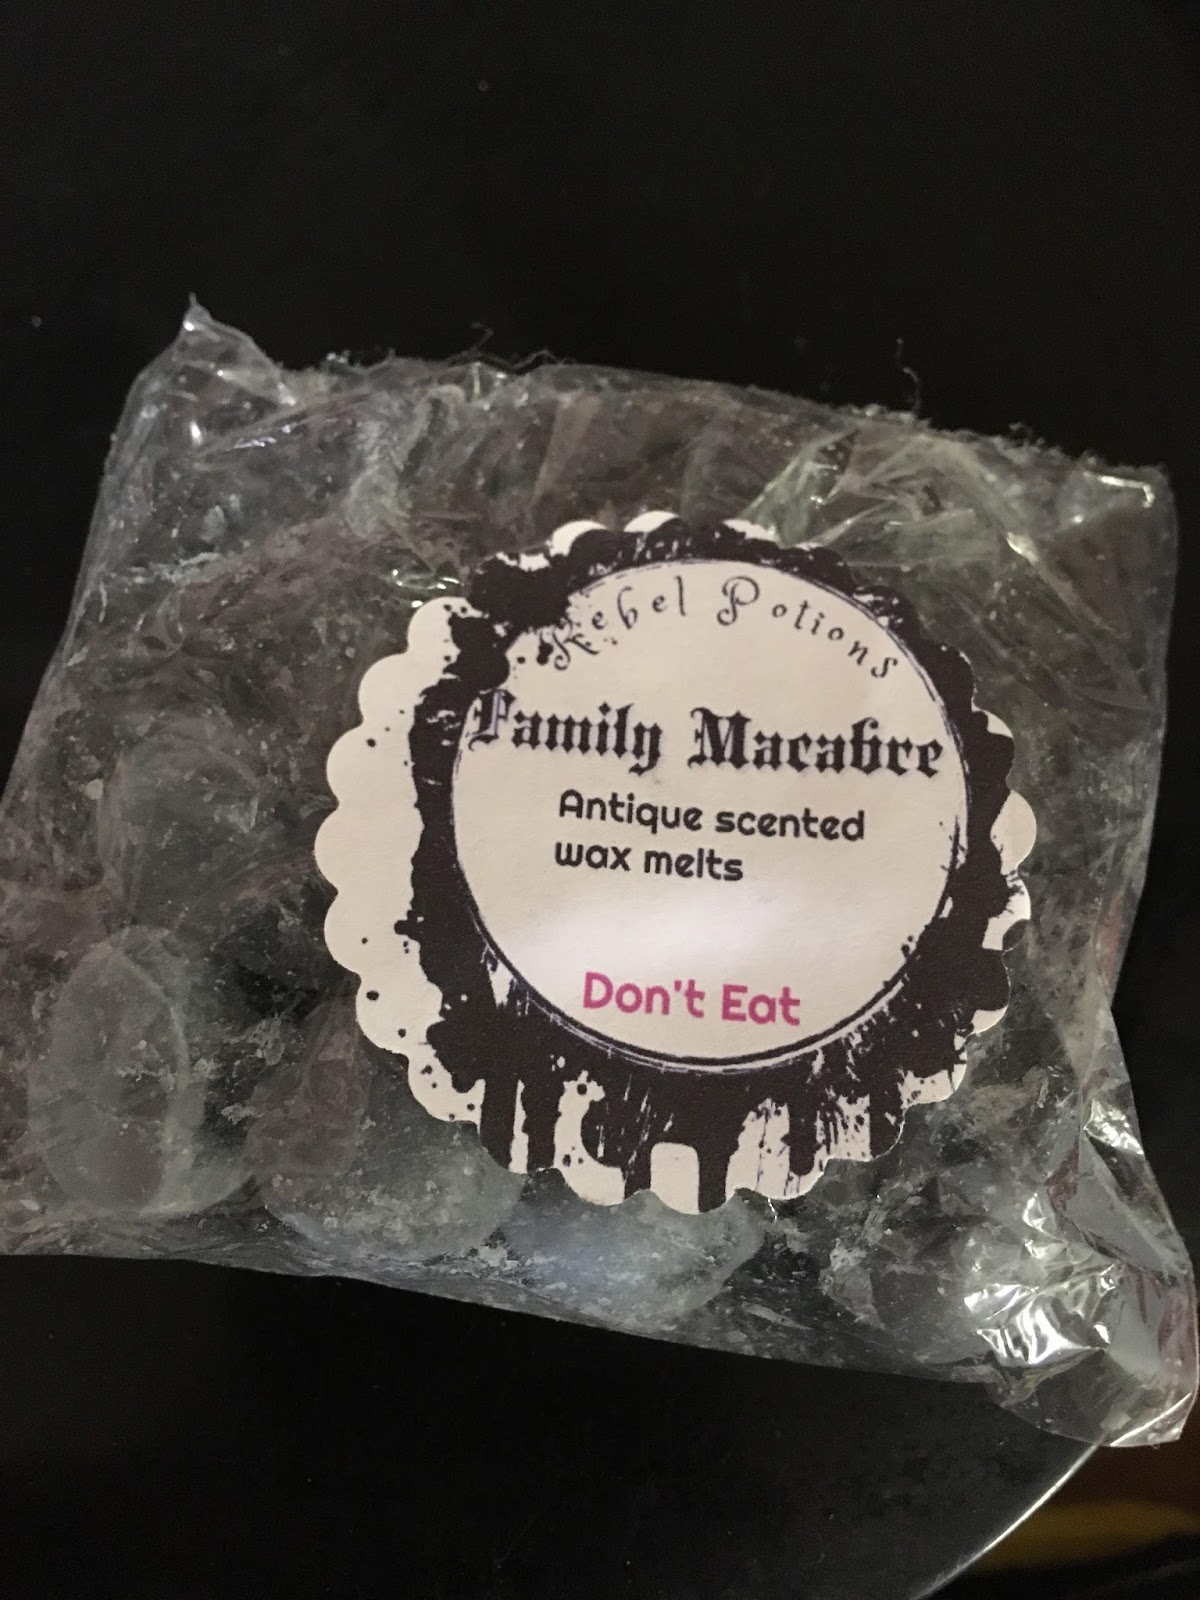 Rebel Potions
Family Macabre
Antique scented
wax melts
Don't Eat